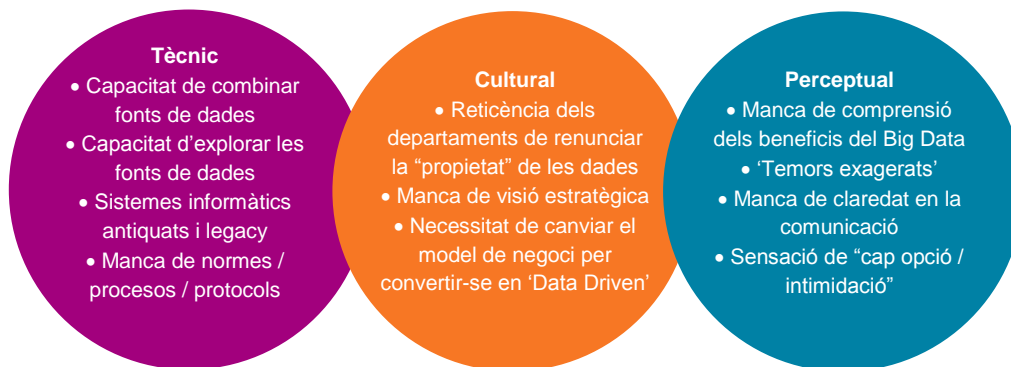 Tècnic
• Capacitat de combinar
fonts de dades
• Capacitat d’explorar les
fonts de dades
• Sistemes informàtics
antiquats i legacy
• Manca de normes /
procesos / protocols
Cultural
• Reticència dels
departaments de renunciar
la “propietat” de les dades
• Manca de visió estratègica
• Necessitat de canviar el
model de negoci per
convertir-se en ‘Data Driven’
Perceptual
• Manca de comprensió
dels beneficis del Big Data
• ‘Temors exagerats’
• Manca de claredat en la
comunicació
• Sensació de “cap opció /
intimidació”